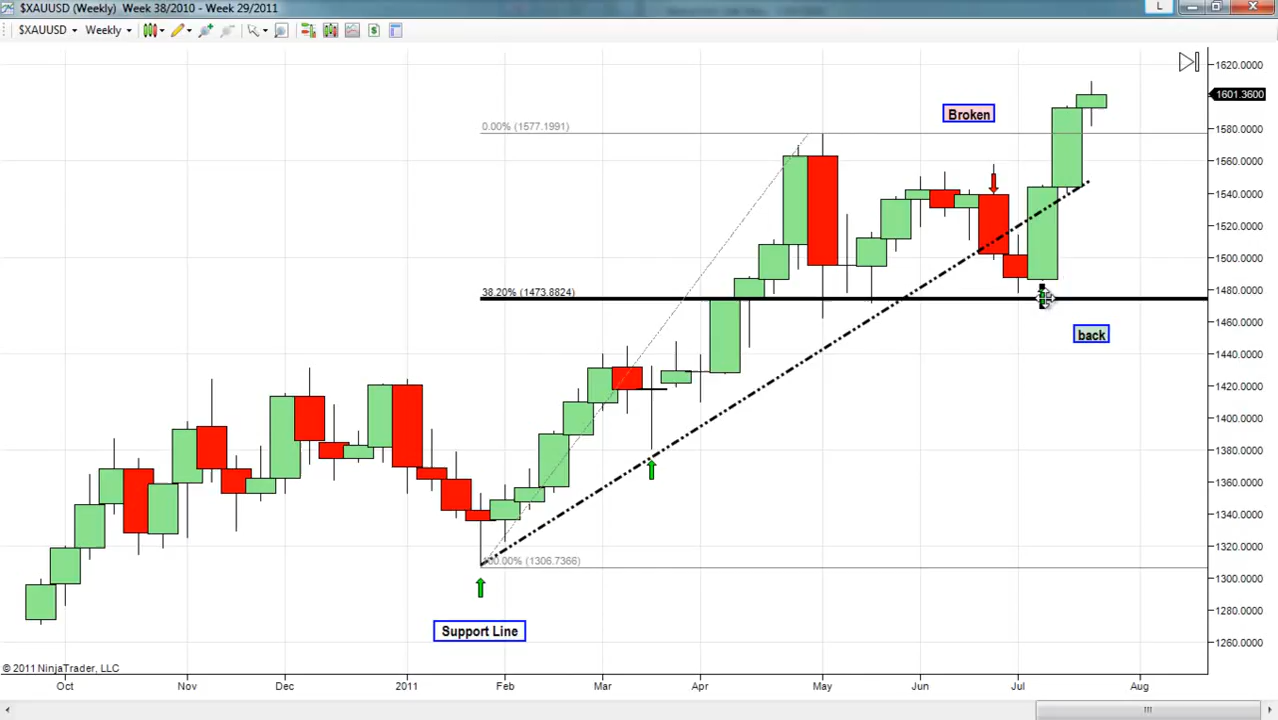 $XAUUSD (Weekly)  Week 38/2010 - Week 29/2011
L
$XAUUSD
Weekly
1620.0000
1601.3600
1580.0000
1560.0000
1540.0000
1520.0000
1500.0000
1480.0000
1460.0000
1440.0000
1420.0000
1400.0000
1380.0000
1360.0000
1340.0000
1320.0000
1300.0000
1280.0000
1260.0000
Broken
0.00% (1577.1991)
38.20% (1473.8824)
back
100.00% (1306.7366)
Support Line
© 2011 NinjaTrader, LLC
Oct Nov Dec 2011 Feb Mar Apr May Jun Jul Aug